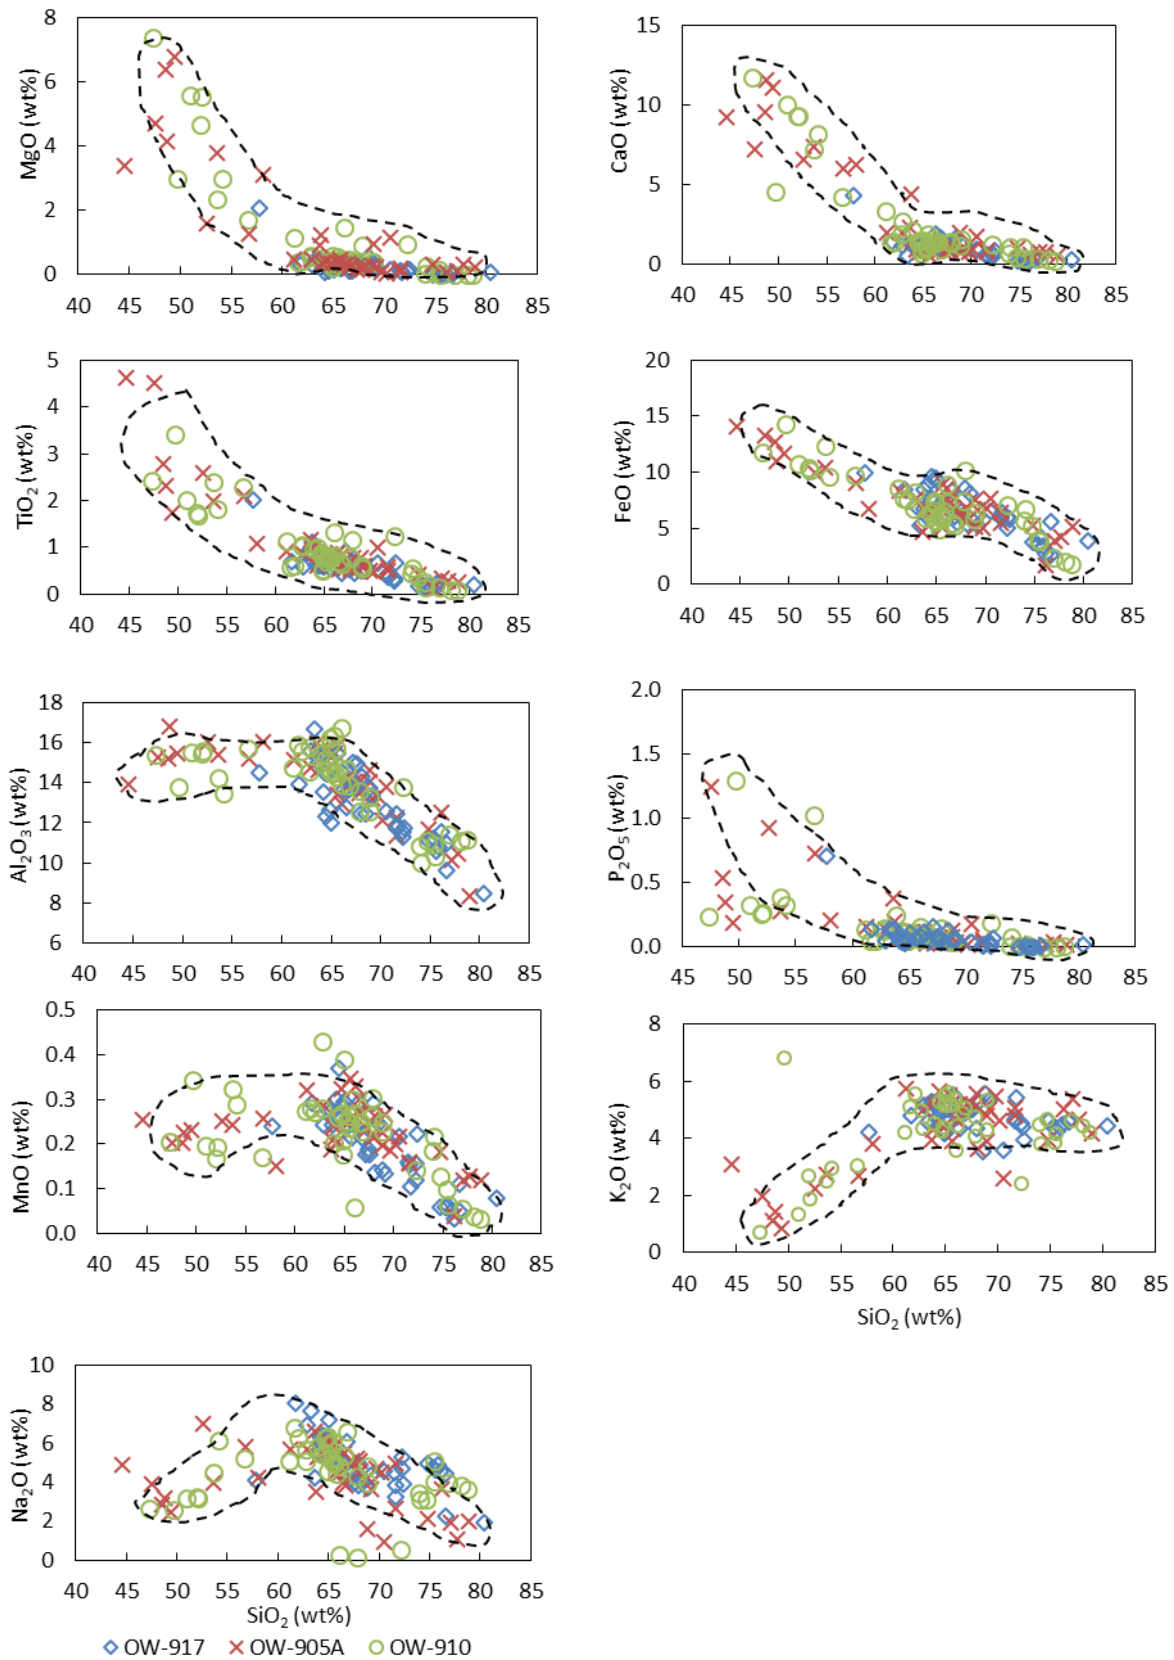 MgO (wt%)
8
6
4
2
0
40 45 50 55 60 65 70 75 80 85
CaO (wt%)
15
10
5
0
40 45 50 55 60 65 70 75 80 85
TiO₂ (wt%)
5
4
3
2
1
0
40 45 50 55 60 65 70 75 80 85
FeO (wt%)
20
15
10
5
0
40 45 50 55 60 65 70 75 80 85
Al₂O₃ (wt%)
18
16
14
12
10
8
6
40 45 50 55 60 65 70 75 80 85
P₂O₅ (wt%)
2.0
1.5
1.0
0.5
0.0
40 45 50 55 60 65 70 75 80 85
MnO (wt%)
0.5
0.4
0.3
0.2
0.1
0.0
40 45 50 55 60 65 70 75 80 85
K₂O (wt%)
8
6
4
2
0
40 45 50 55 60 65 70 75 80 85
SiO₂ (wt%)
Na₂O (wt%)
10
8
6
4
2
0
40 45 50 55 60 65 70 75 80 85
SiO₂ (wt%)
OW-917 OW-905A OW-910